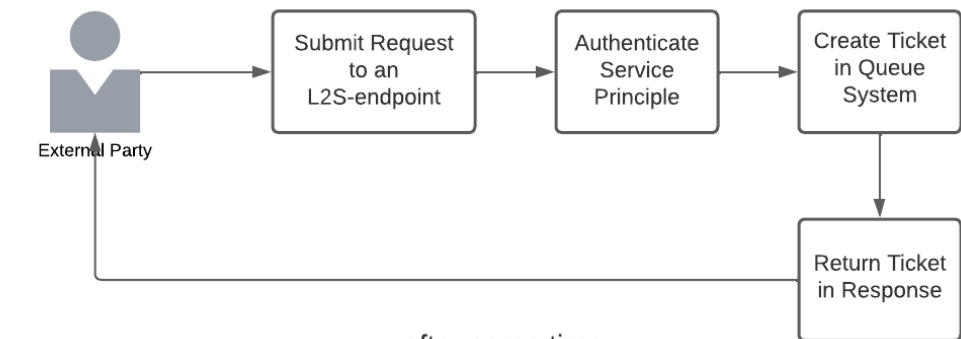 Submit Request
to an
L2S-endpoint
Authenticate
Service
Principle
Create Ticket
in Queue
System
External Party
Return Ticket
in Response